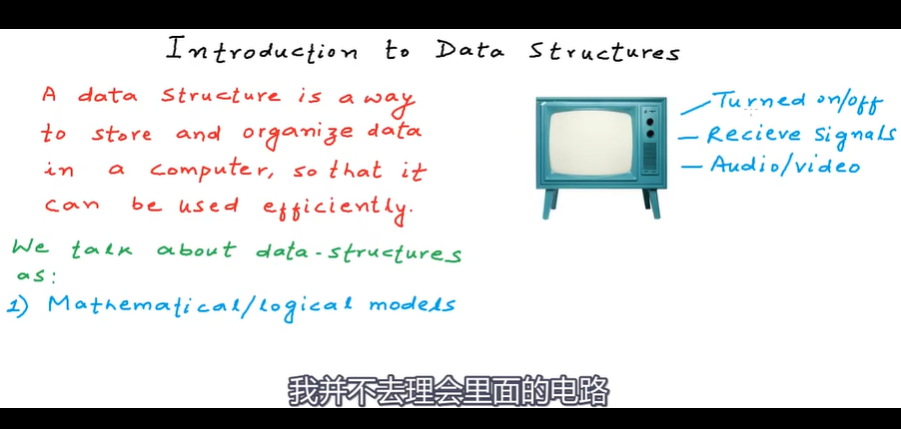 Introduction to Data Structures
A data structure is a way
to store and organize data
in a computer, so that it
can be used efficiently.
Turned on/off
Recieve Signals
Audio/video
We talk about data-structures
as:
1) Mathematical/logical models
我并不去理会里面的电路